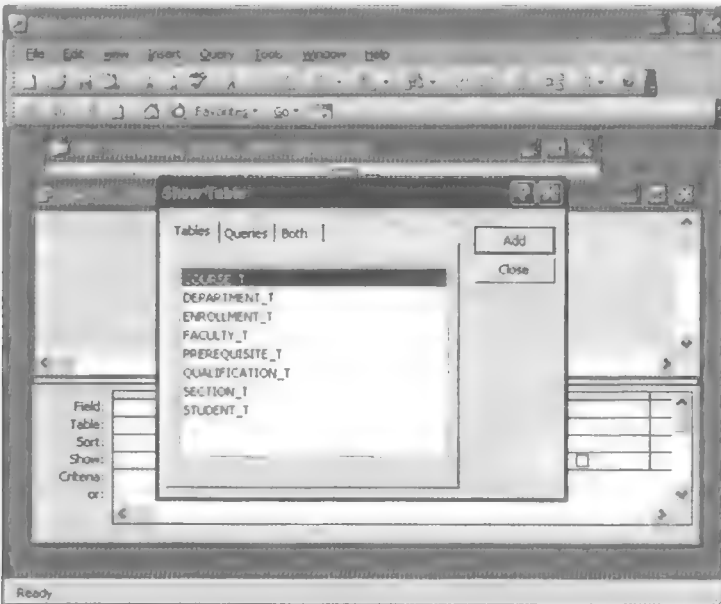 File Edit View Insert Query Tools Window Help
Favorites Go
Show Table
Tables Queries Both
Add
Close
COURSE_T
DEPARTMENT_T
ENROLLMENT_T
FACULTY_T
PREREQUISITE_T
QUALIFICATION_T
SECTION_T
STUDENT_T
Field:
Table:
Sort:
Show:
Criteria:
or:
Ready